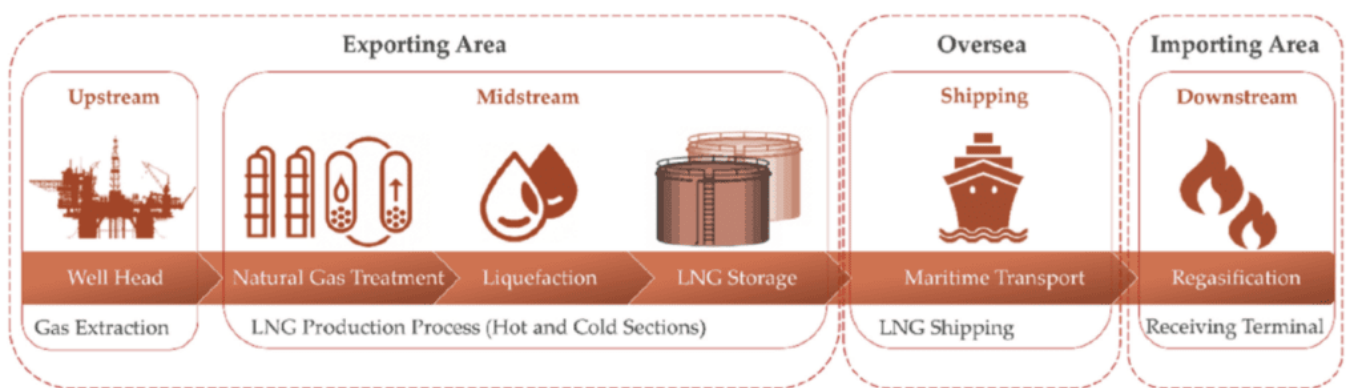 Exporting Area
Oversea
Importing Area
Upstream
Midstream
Shipping
Downstream
Well Head
Natural Gas Treatment
Liquefaction
LNG Storage
Maritime Transport
Regasification
Gas Extraction
LNG Production Process (Hot and Cold Sections)
LNG Shipping
Receiving Terminal